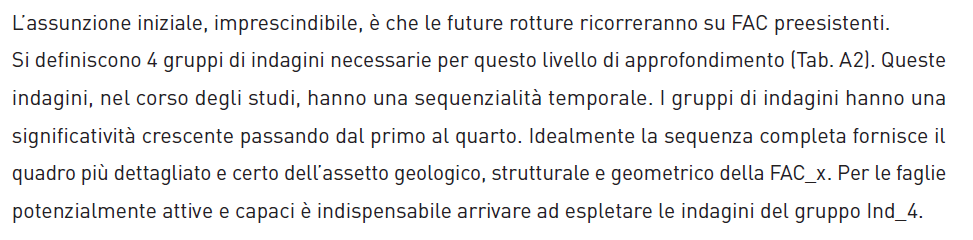 L’assunzione iniziale, imprescindibile, è che le future rotture ricorreranno su FAC preesistenti.
Si definiscono 4 gruppi di indagini necessarie per questo livello di approfondimento (Tab. A2). Queste
indagini, nel corso degli studi, hanno una sequenzialità temporale. I gruppi di indagini hanno una
significatività crescente passando dal primo al quarto. Idealmente la sequenza completa fornisce il
quadro più dettagliato e certo dell’assetto geologico, strutturale e geometrico della FAC_x. Per le faglie
potenzialmente attive e capaci è indispensabile arrivare ad espletare le indagini del gruppo Ind_4.